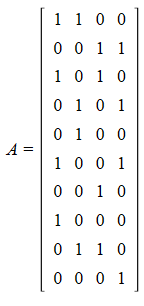 1 1 0 0
0 0 1 1
1 0 1 0
0 1 0 1
A = 0 1 0 0
1 0 0 1
0 0 1 0
1 0 0 0
0 1 1 0
0 0 0 1